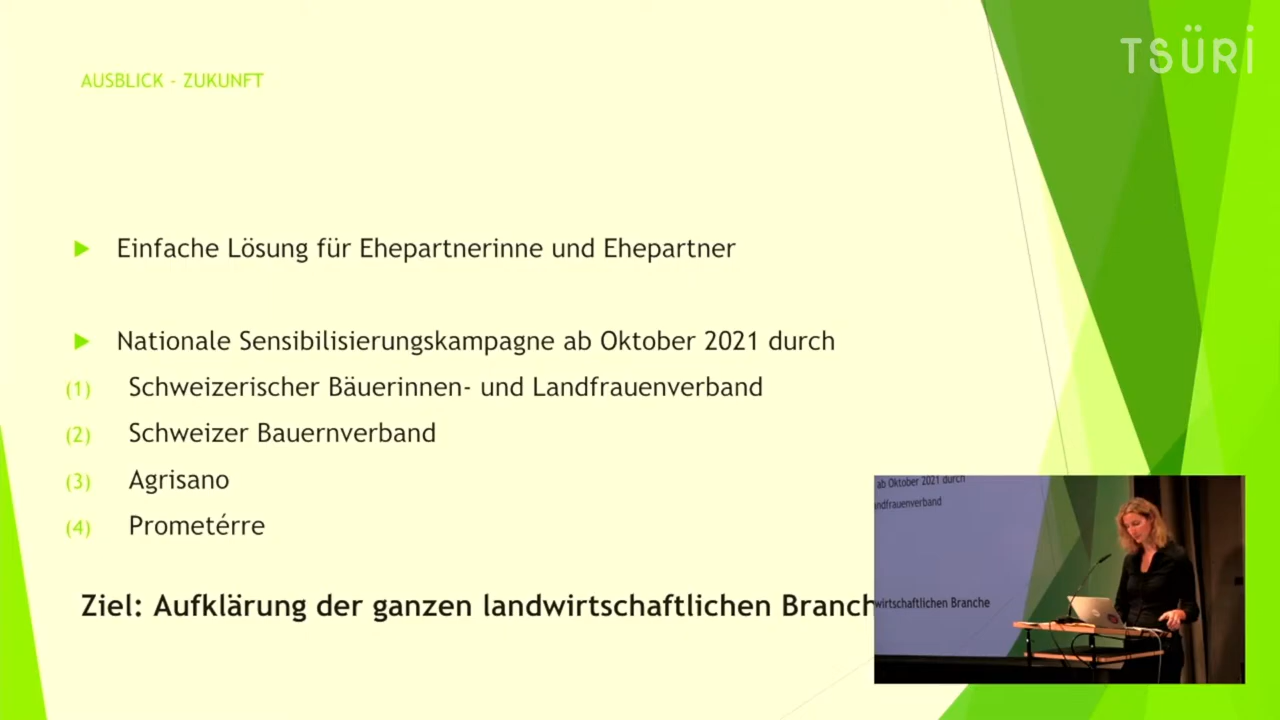 TSÜRI
AUSBLICK - ZUKUNFT
Einfache Lösung für Ehepartnerinne und Ehepartner
Nationale Sensibilisierungskampagne ab Oktober 2021 durch
(1) Schweizerischer Bäuerinnen- und Landfrauenverband
(2) Schweizer Bauernverband
(3) Agrisano
(4) Prometérre
Ziel: Aufklärung der ganzen landwirtschaftlichen Branch
ab Oktober 2021 durch
ndfrauenverband
wirtschaftlichen Branche